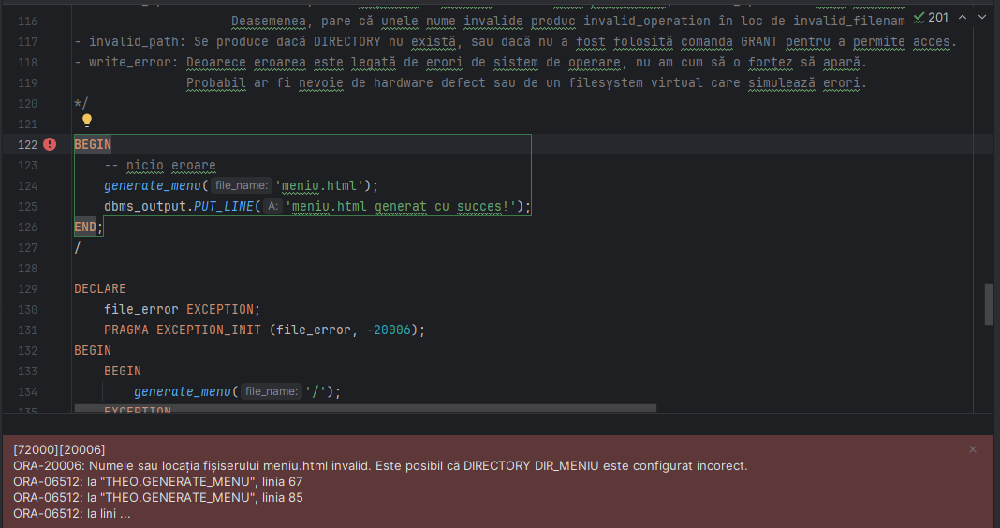 116 Deasemenea, pare că unele nume invalide produc invalid_operation în loc de invalid_filenam 201
117 - invalid_path: Se produce dacă DIRECTORY nu există, sau dacă nu a fost folosită comanda GRANT pentru a permite acces.
118 - write_error: Deoarece eroarea este legată de erori de sistem de operare, nu am cum să o forțez să apară.
119 Probabil ar fi nevoie de hardware defect sau de un filesystem virtual care simulează erori.
120 */
121
122 BEGIN
123 -- nicio eroare
124 generate_menu( file_name: 'meniu.html');
125 dbms_output.PUT_LINE( A: 'meniu.html generat cu succes!');
126 END;
127 /
128
129 DECLARE
130 file_error EXCEPTION;
131 PRAGMA EXCEPTION_INIT (file_error, -20006);
132 BEGIN
133 BEGIN
134 generate_menu( file_name: '/');
135 EXCEPTION
[72000][20006]
ORA-20006: Numele sau locația fișiserului meniu.html invalid. Este posibil că DIRECTORY DIR_MENIU este configurat incorect.
ORA-06512: la "THEO.GENERATE_MENU", linia 67
ORA-06512: la "THEO.GENERATE_MENU", linia 85
ORA-06512: la lini ...